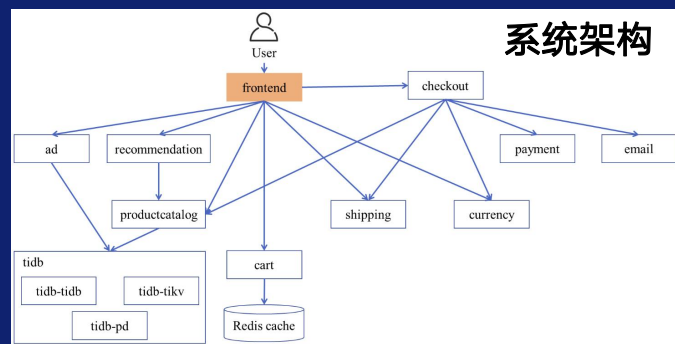 系统架构
User
frontend
checkout
ad
recommendation
payment
email
productcatalog
shipping
currency
tidb
tidb-tidb
tidb-tikv
tidb-pd
cart
Redis cache